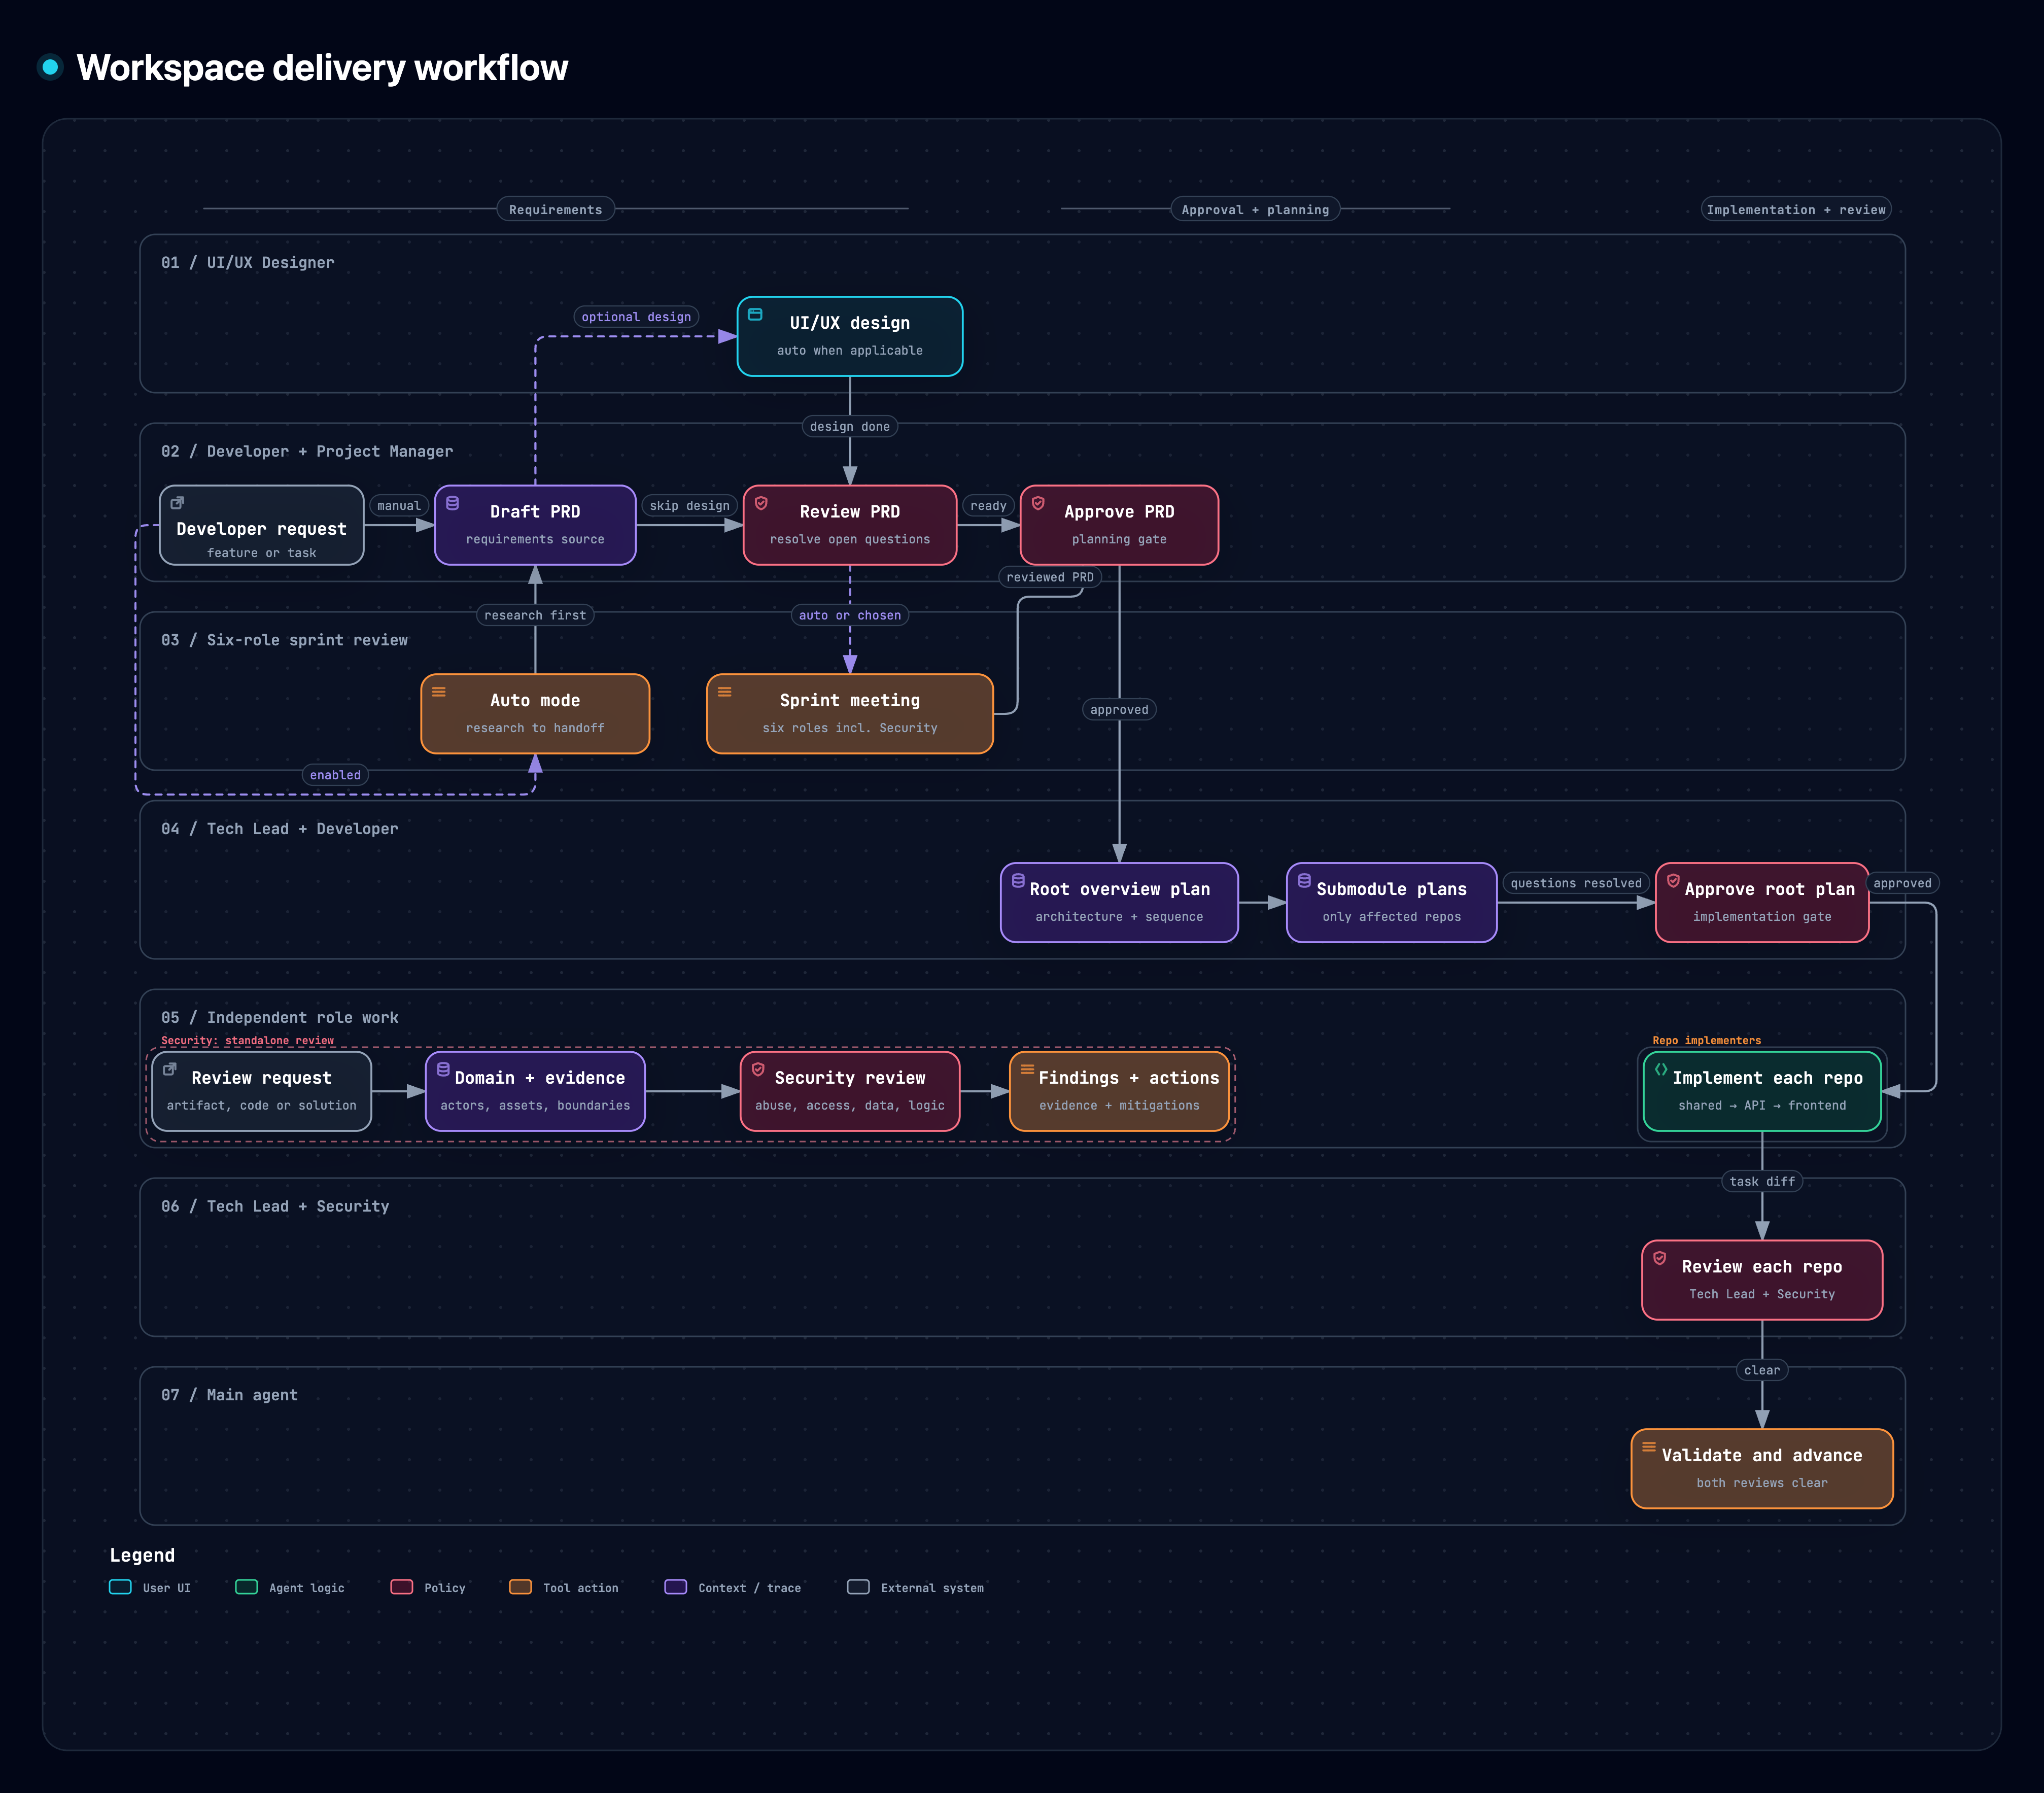 Workspace delivery workflow
Requirements
Approval + planning
Implementation + review
01 / UI/UX Designer
optional design
UI/UX design
auto when applicable
design done
02 / Developer + Project Manager
Developer request
feature or task
manual
Draft PRD
requirements source
skip design
Review PRD
resolve open questions
ready
Approve PRD
planning gate
reviewed PRD
research first
auto or chosen
03 / Six-role sprint review
Auto mode
research to handoff
Sprint meeting
six roles incl. Security
approved
enabled
04 / Tech Lead + Developer
Root overview plan
architecture + sequence
Submodule plans
only affected repos
questions resolved
Approve root plan
implementation gate
approved
05 / Independent role work
Security: standalone review
Review request
artifact, code or solution
Domain + evidence
actors, assets, boundaries
Security review
abuse, access, data, logic
Findings + actions
evidence + mitigations
Repo implementers
Implement each repo
shared → API → frontend
task diff
06 / Tech Lead + Security
Review each repo
Tech Lead + Security
clear
07 / Main agent
Validate and advance
both reviews clear
Legend
User UI
Agent logic
Policy
Tool action
Context / trace
External system